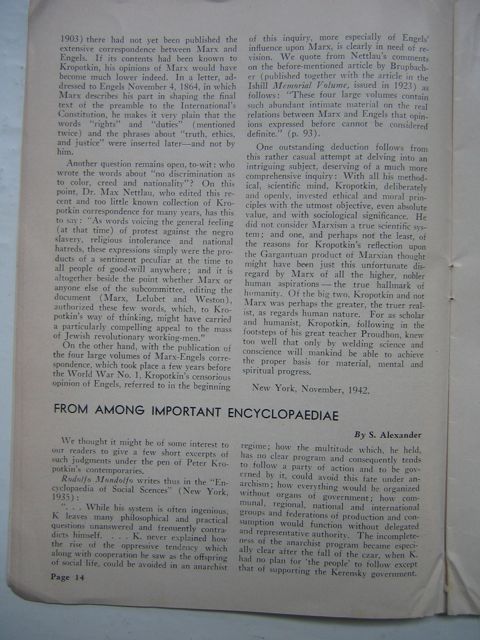 1903) there had not yet been published the
extensive correspondence between Marx and
Engels. If its contents had been known to
Kropotkin, his opinions of Marx would have
become much lower indeed. In a letter, ad-
dressed to Engels November 4, 1864, in which
Marx describes his part in shaping the final
text of the preamble to the International's
Constitution, he makes it very plain that the
words "rights" and "duties" (mentioned
twice) and the phrases about "truth, ethics,
and justice" were inserted later—and not by
him.
Another question remains open, to-wit: who
wrote the words about "no discrimination as
to color, creed and nationality"? On this
point, Dr. Max Nettlau, who edited this re-
cent and too little known collection of Kro-
potkin correspondence for many years, has this
to say: "As words voicing the general feeling
(at that time) of protest against the negro
slavery, religious intolerance and national
hatreds, these expressions simply were the pro-
ducts of a sentiment peculiar at the time to
all people of good-will anywhere; and it is
altogether beside the point whether Marx or
anyone else of the subcommittee, editing the
document (Marx, Lelubet and Weston),
authorized these few words, which, to Kro-
potkin's way of thinking, might have carried
a particularly compelling appeal to the mass
of Jewish revolutionary working-men."
On the other hand, with the publication of
the four large volumes of Marx-Engels corre-
spondence, which took place a few years before
the World War No. 1, Kropotkin's censorious
opinion of Engels, referred to in the beginning
of this inquiry, more especially of Engels'
influence upon Marx, is clearly in need of re-
vision. We quote from Nettlau's comments
on the before-mentioned article by Brupbach-
er (published together with the article in the
Ishill Memorial Volume, issued in 1923) as
follows: "These four large volumes contain
such abundant intimate material on the real
relations between Marx and Engels that opin-
ions expressed before cannot be considered
definite." (p. 93).
One outstanding deduction follows from
this rather casual attempt at delving into an
intriguing subject, deserving of a much more
comprehensive inquiry: With all his method-
ical, scientific mind, Kropotkin, deliberately
and openly, invested ethical and moral prin-
ciples with the utmost objective, even absolute
value, and with sociological significance. He
did not consider Marxism a true scientific sys-
tem; and one, and perhaps not the least, of
the reasons for Kropotkin's reflection upon
the Gargantuan product of Marxian thought
might have been just this unfortunate dis-
regard by Marx of all the higher, nobler
human aspirations—the true hallmark of
humanity. Of the big two, Kropotkin and not
Marx was perhaps the greater, the truer real-
ist, as regards human nature. For as scholar
and humanist, Kropotkin, following in the
footsteps of his great teacher Proudhon, knew
too well that only by welding science and
conscience will mankind be able to achieve
the proper basis for material, mental and
spiritual progress.
New York, November, 1942.
FROM AMONG IMPORTANT ENCYCLOPAEDIAE
By S. Alexander
We thought it might be of some interest to
our readers to give a few short excerpts of
such judgments under the pen of Peter Kro-
potkin's contemporaries.
Rodolfo Mondolfo writes thus in the "En-
cyclopaedia of Social Scences" (New York,
1935):
". . . While his system is often ingenious,
K leaves many philosophical and practical
questions unanswered and frequently contra-
dicts himself. . . . K. never explained how
the rise of the oppressive tendency which
along with cooperation he saw as the offspring
of social life, could be avoided in an anarchist
regime; how the multitude which, he held,
has no clear program and consequently tends
to follow a party of action and to be gov-
erned by it, could avoid this fate under an-
archism; how everything would be organized
without organs of government; how com-
munal, regional, national and international
groups and federations of production and con-
sumption would function without delegated
and representative authority. The incomplete-
ness of the anarchist program became especi-
ally clear after the fall of the czar, when K.
had no plan for 'the people' to follow except
that of supporting the Kerensky government.
Page 14